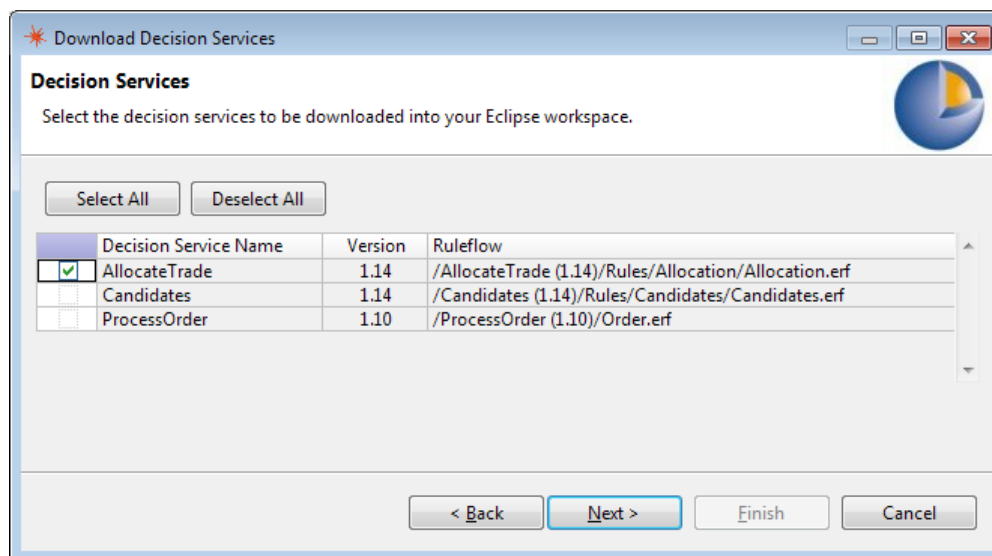 Download Decision Services
Decision Services
Select the decision services to be downloaded into your Eclipse workspace.
Select All Deselect All
Decision Service Name Version Ruleflow
AllocateTrade 1.14 /AllocateTrade (1.14)/Rules/Allocation/Allocation.erf
Candidates 1.14 /Candidates (1.14)/Rules/Candidates/Candidates.erf
ProcessOrder 1.10 /ProcessOrder (1.10)/Order.erf
< Back Next > Finish Cancel